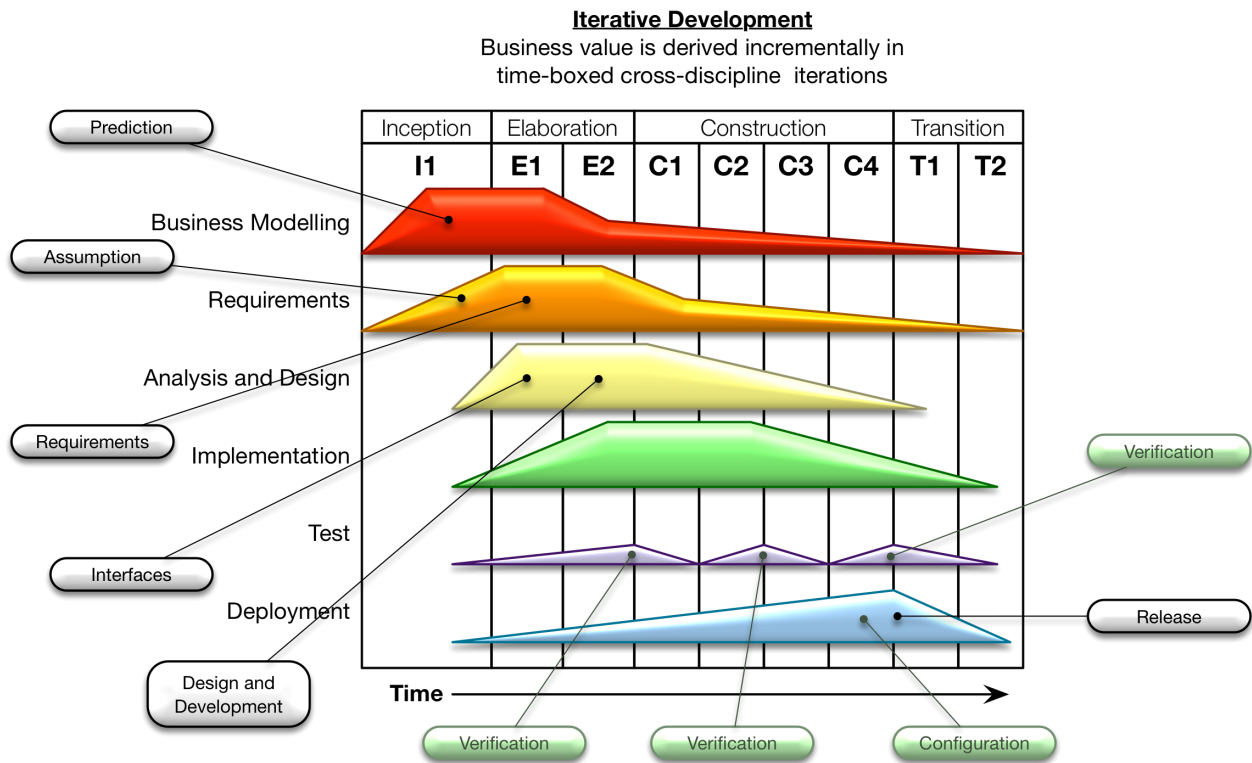 Iterative Development
Business value is derived incrementally in
time-boxed cross-discipline iterations
Prediction
Inception
Elaboration
Construction
Transition
I1
E1
E2
C1
C2
C3
C4
T1
T2
Business Modelling
Assumption
Requirements
Analysis and Design
Requirements
Implementation
Verification
Test
Interfaces
Deployment
Release
Design and
Development
Time
Verification
Verification
Configuration